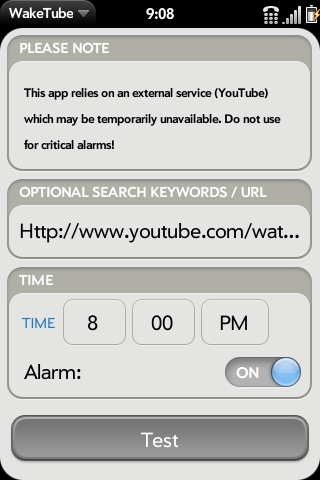 WakeTube
9:08
PLEASE NOTE
This app relies on an external service (YouTube)
which may be temporarily unavailable. Do not use
for critical alarms!
OPTIONAL SEARCH KEYWORDS / URL
Http://www.youtube.com/wat...
TIME
TIME 8 00 PM
Alarm: ON
Test